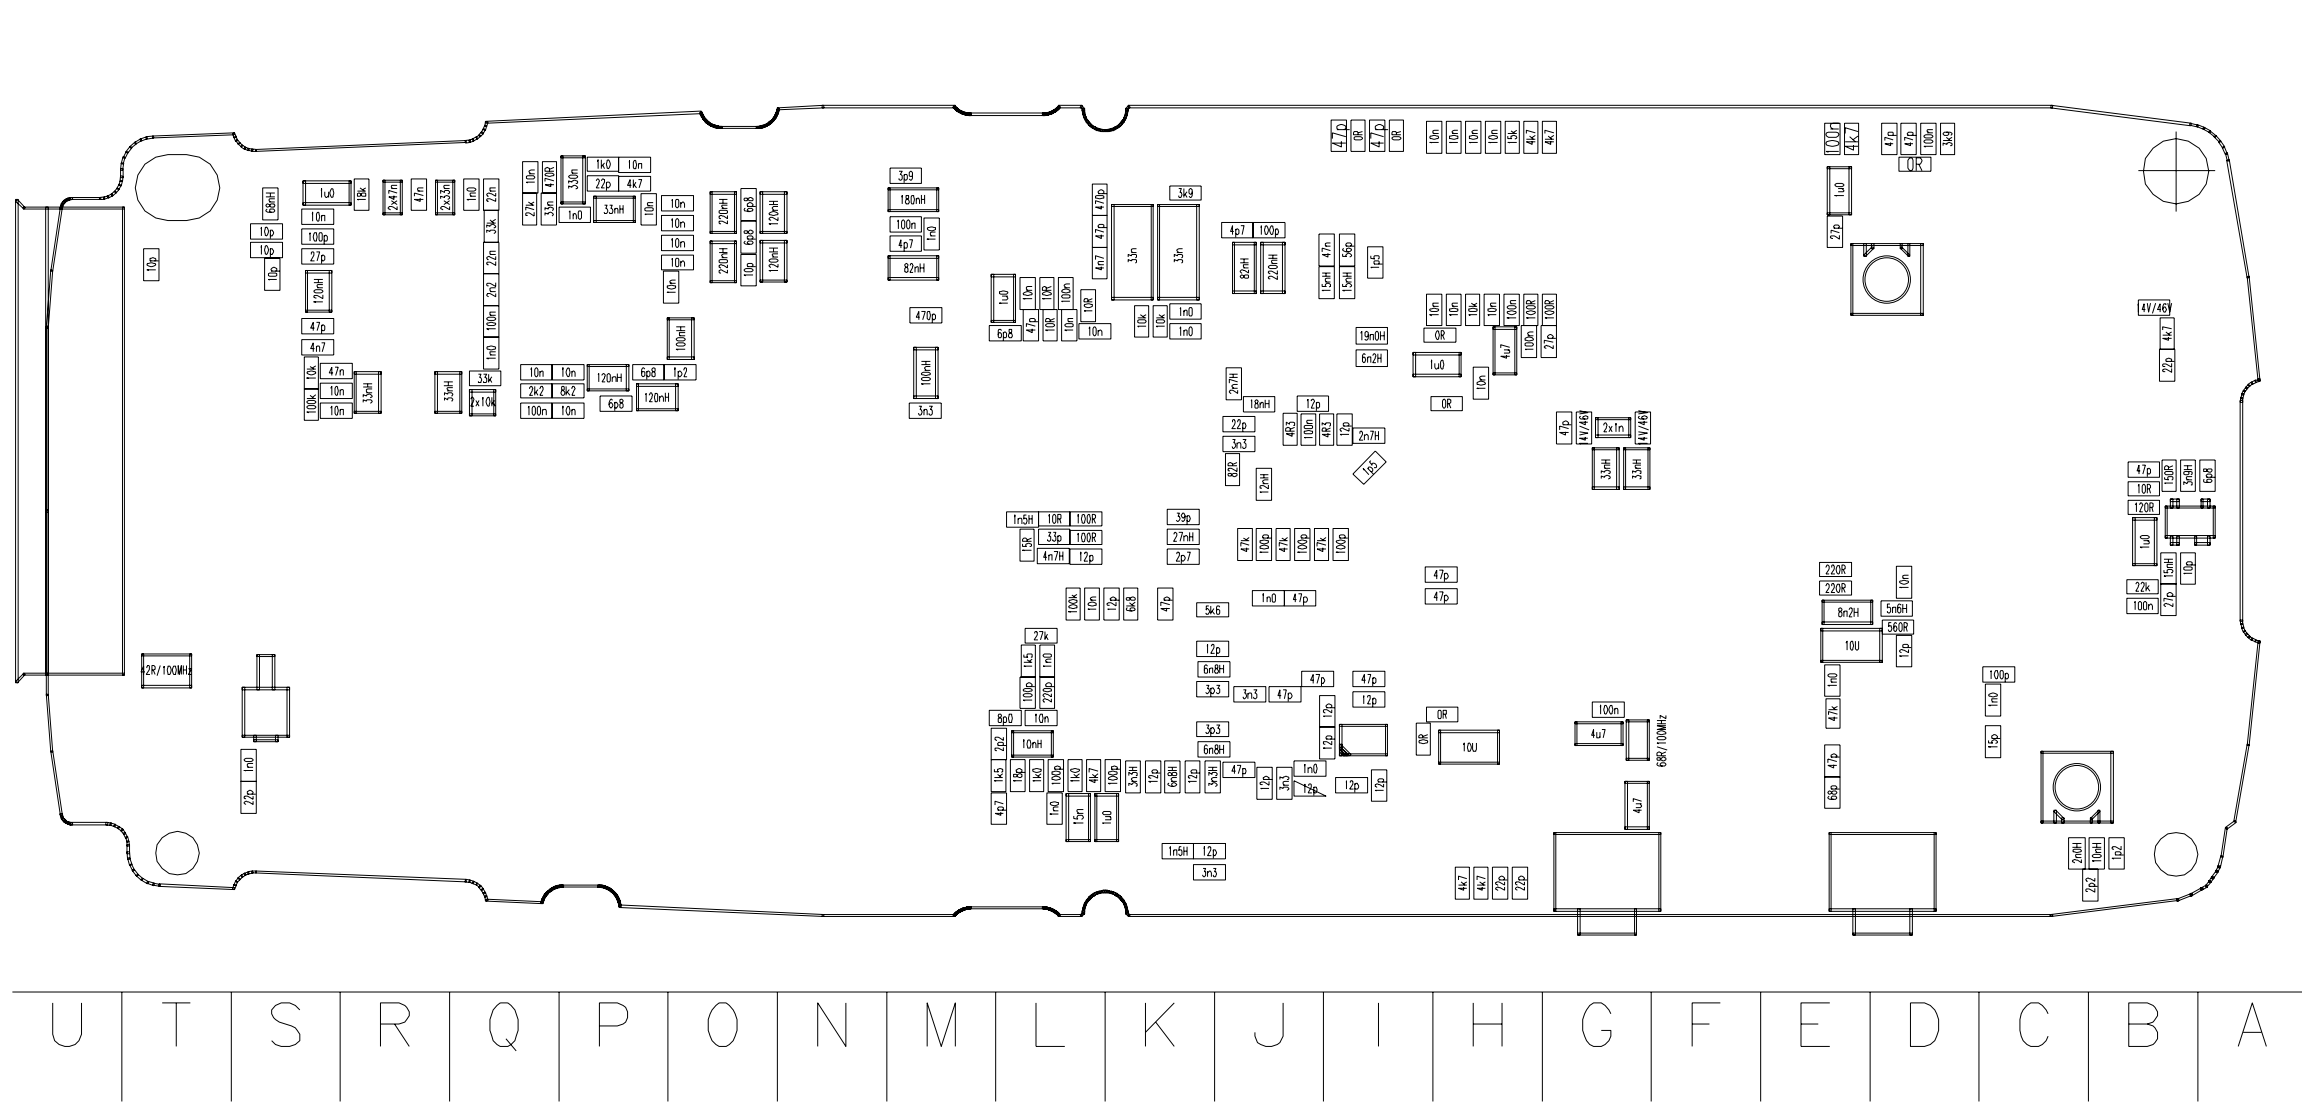 47p 0R 47p 0R 10n 10n 10n 10n 15k 4k7 4k7 100n 4k7 47p 47p 100n 3k9
0R
10n 470R 330n 1k0 10n
22p 4k7
3p9
68nH 1u0 18k 2x47n 47n 2x33n 1n0 22n 27k 33n 33nH 10n 10n 220nH 6p8 120nH 180nH 470p 3k9 1u0
10n 1n0 10n 100n 1n0
10p 100p 33k 10n 6p8 4p7 47p 33n 33n 4p7 100p 27p
10p 27p 22n 10n 220nH 10p 120nH 82nH 4n7 82nH 220nH 47n 56p 1p5
10p 10p 120nH 2n2 10n 15nH 15nH
1u0 10n 10R 100n 10R 1n0 10n 10n 10k 10n 100n 100R 100R 14V/46V
47p 100n 100nH 470p 6p8 47p 10R 10n 10n 10k 10k 1n0 19n0H 0R 4u7 100n 27p 4k7
4n7 1n0 6n2H 1u0 22p
10k 47n 33nH 33nH 33k 10n 10n 120nH 6p8 1p2 100nH 2n7H 10n
100k 10n 2x10k 2k2 8k2 120nH
10n 100n 10n 6p8 3n3 18nH 12p 0R
22p 4R3 100n 4R3 12p 2n7H 47p 14V/46V 2x1n 14V/46V
3n3
82R 12nH 1p5 33nH 33nH 47p 150R 3n9H 6p8
10R
1n5H 10R 100R 39p 120R
15R 33p 100R 27nH 47k 100p 47k 100p 47k 100p 1u0
4n7H 12p 2p7
47p 220R 10n 15nH 10p
47p 220R 22k
100k 10n 12p 6k8 47p 5k6 1n0 47p 8n2H 5n6H 100n 27p
27k 560R
10U 12p
42R/100MHz 1k5 1n0 12p
6n8H 47p 47p 1n0 100p
100p 220p 3p3 3n3 47p 12p 1n0
8p0 10n 12p 0R 100n 47k
2p2 10nH 3p3 12p 0R 10U 4u7 68R/100MHz 15p
6n8H
1n0 1k5 18p 1k0 100p 1k0 4k7 100p 3n3H 12p 6n8H 12p 3n3H 47p 12p 3n3 1n0 12p 12p 47p
22p 4p7 1n0 15n 1u0 12p 4u7 68p
1n5H 12p 2n0H 10nH 1p2
3n3 4k7 4k7 22p 22p 2p2
U T S R Q P O N M L K J I H G F E D C B A